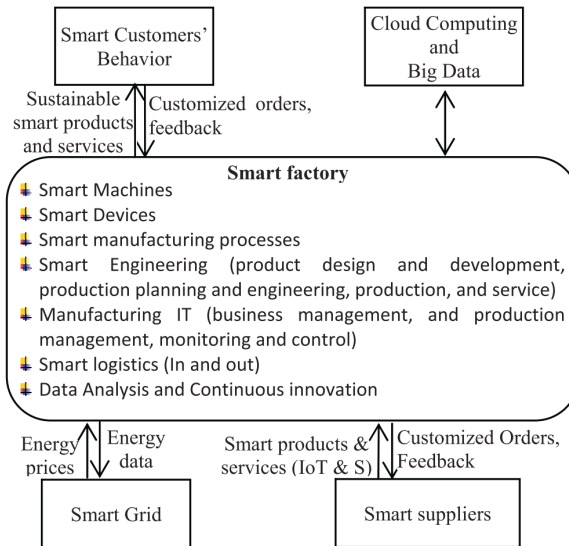 Smart Customers’
Behavior
Cloud Computing
and
Big Data
Sustainable
smart products
and services
Customized orders,
feedback
Smart factory
Smart Machines
Smart Devices
Smart manufacturing processes
Smart Engineering (product design and development,
production planning and engineering, production, and service)
Manufacturing IT (business management, and production
management, monitoring and control)
Smart logistics (In and out)
Data Analysis and Continuous innovation
Energy
prices
Energy
data
Smart products &
services (IoT & S)
Customized Orders,
Feedback
Smart Grid
Smart suppliers